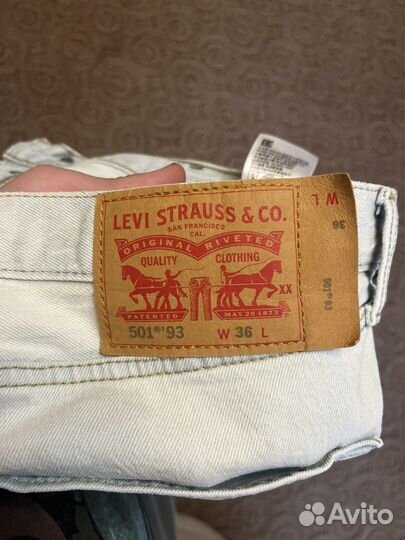 LEVI STRAUSS & CO.
SAN FRANCISCO
CAL.
ORIGINAL RIVETED
QUALITY CLOTHING
XX
PATENTED MAY 20 1873
501®'93 W 36 L
W L
36
501®'93
Avito